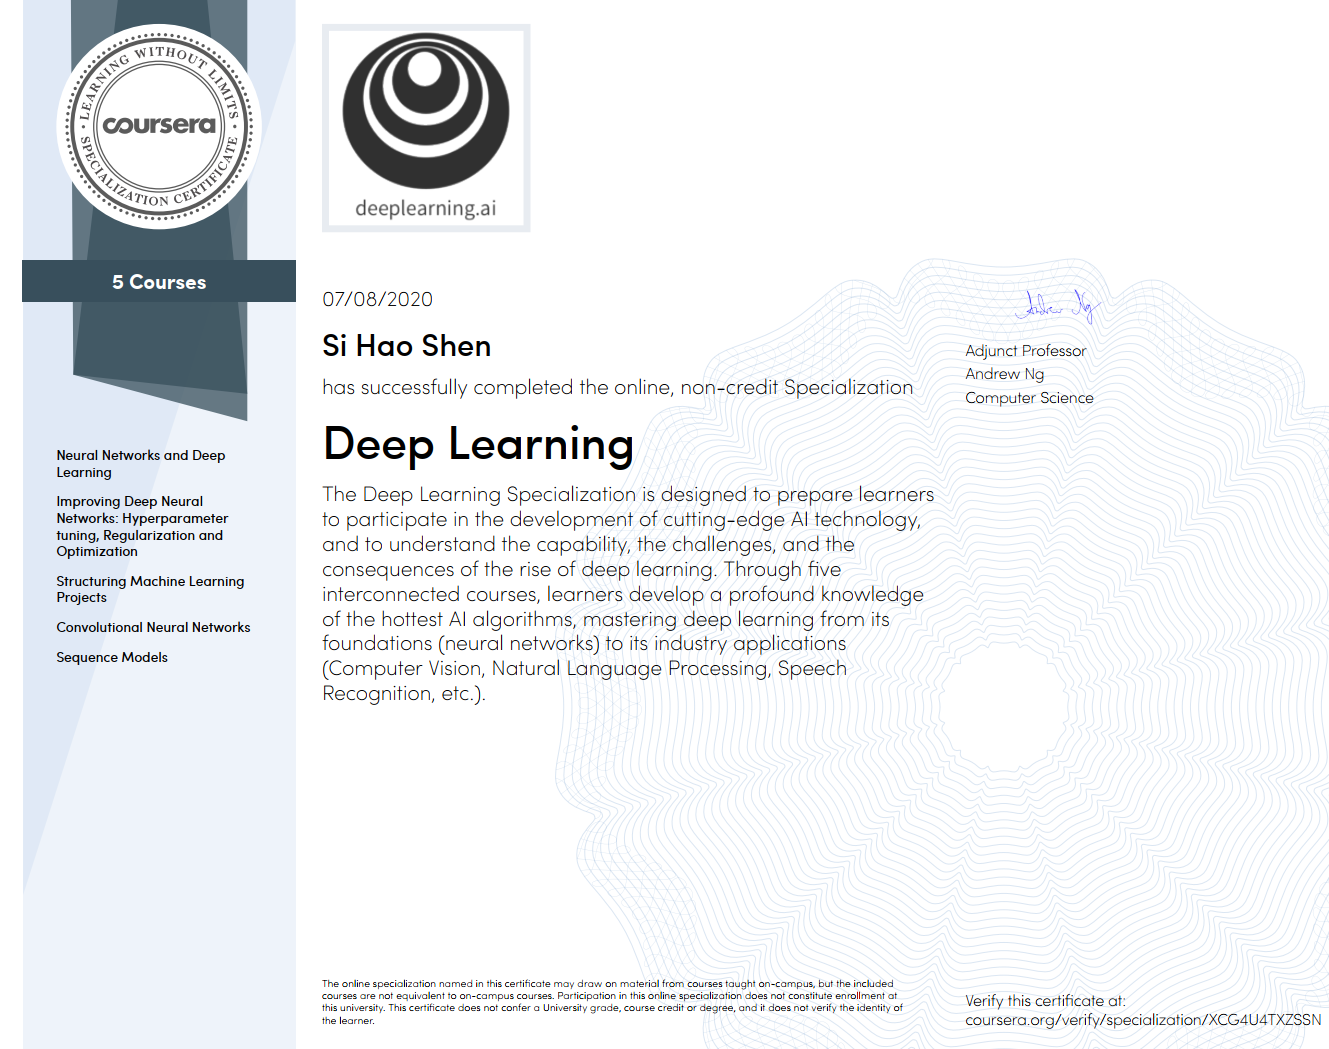 LEARNING WITHOUT LIMITS
coursera
SPECIALIZATION CERTIFICATE
5 Courses
Neural Networks and Deep
Learning
Improving Deep Neural
Networks: Hyperparameter
tuning, Regularization and
Optimization
Structuring Machine Learning
Projects
Convolutional Neural Networks
Sequence Models
deeplearning.ai
07/08/2020
Si Hao Shen
has successfully completed the online, non-credit Specialization
Deep Learning
The Deep Learning Specialization is designed to prepare learners
to participate in the development of cutting-edge AI technology,
and to understand the capability, the challenges, and the
consequences of the rise of deep learning. Through five
interconnected courses, learners develop a profound knowledge
of the hottest AI algorithms, mastering deep learning from its
foundations (neural networks) to its industry applications
(Computer Vision, Natural Language Processing, Speech
Recognition, etc.).
Andrew Ng
Adjunct Professor
Andrew Ng
Computer Science
The online specialization named in this certificate may draw on material from courses taught on-campus, but the included
courses are not equivalent to on-campus courses. Participation in this online specialization does not constitute enrollment at
this university. This certificate does not confer a University grade, course credit or degree, and it does not verify the identity of
the learner.
Verify this certificate at:
coursera.org/verify/specialization/XCG4U4TXZSSN